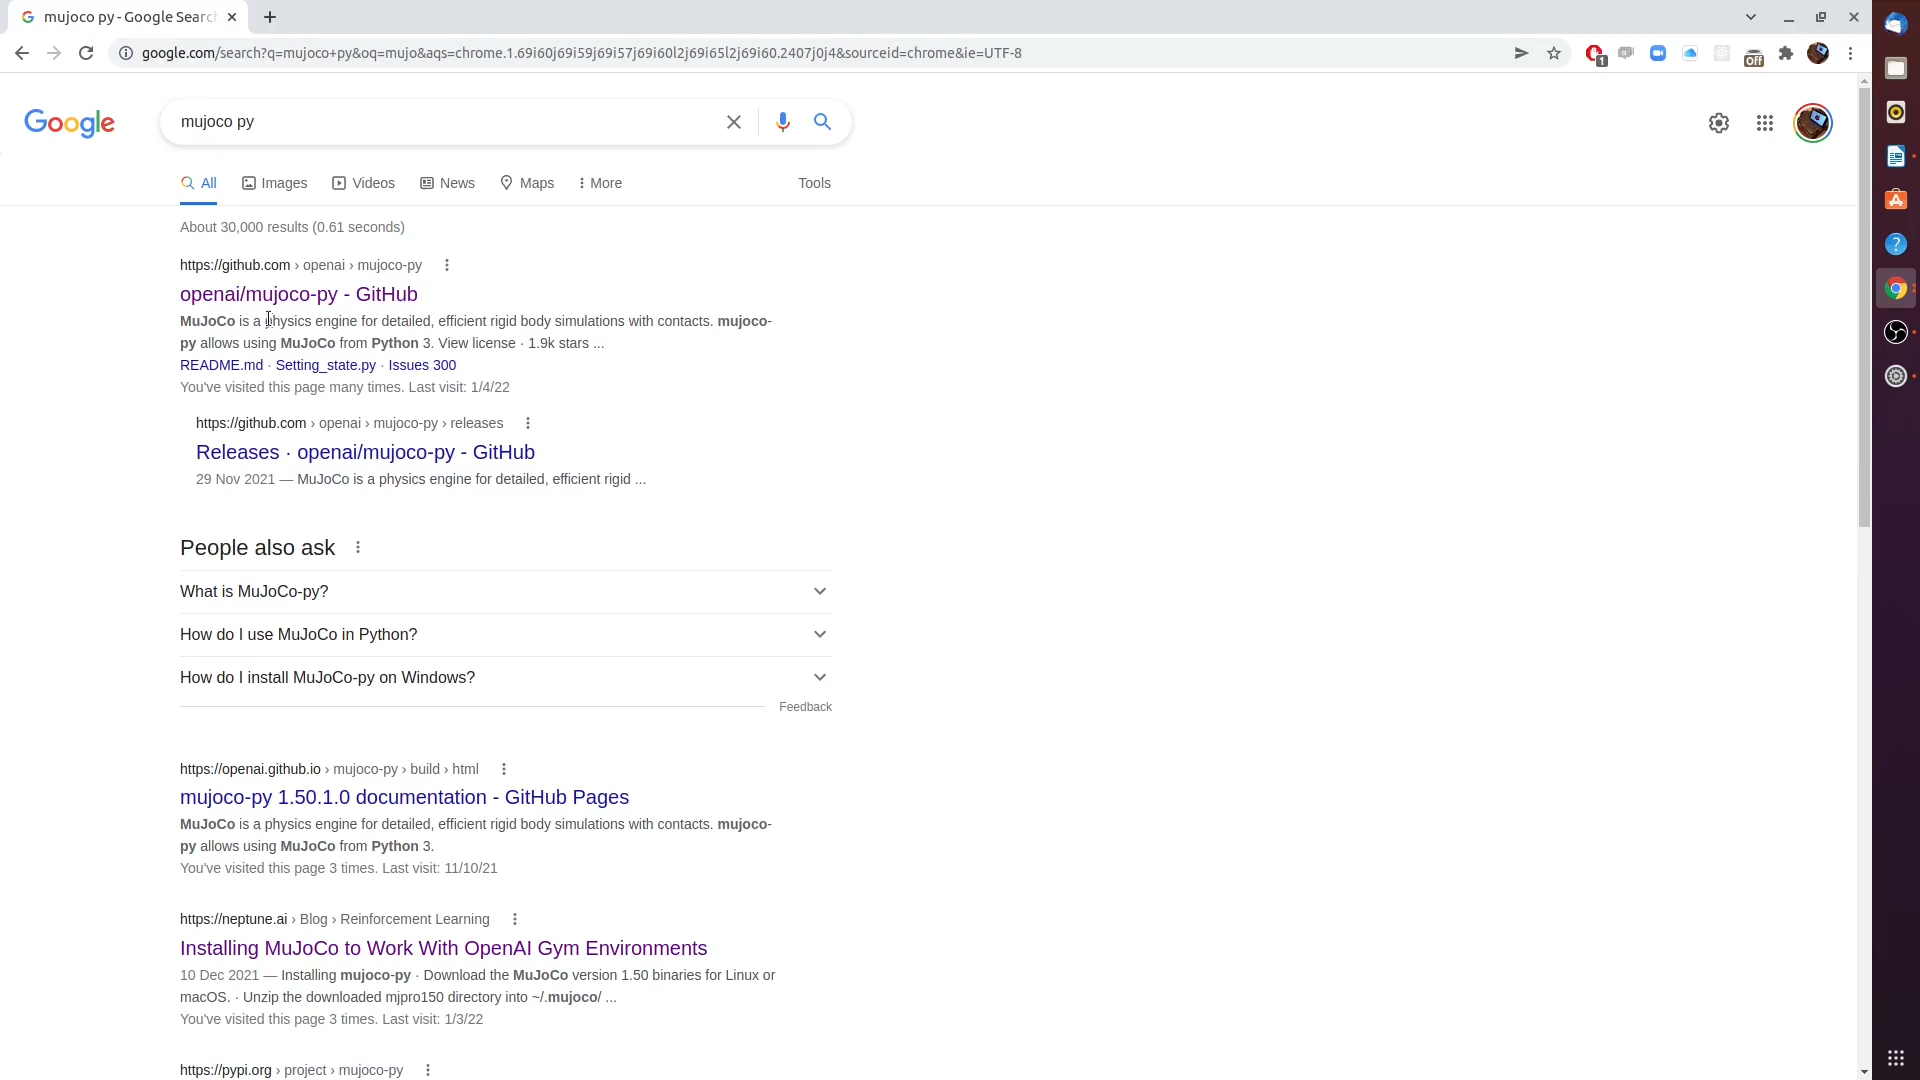 mujoco py - Google Searc
google.com/search?q=mujoco+py&oq=mujo&aqs=chrome.1.69i60j69i59j69i57j69i60l2j69i65l2j69i60.2407j0j4&sourceid=chrome&ie=UTF-8
1
Off
Google
mujoco py
All Images Videos News Maps More Tools
About 30,000 results (0.61 seconds)
https://github.com › openai › mujoco-py
openai/mujoco-py - GitHub
MuJoCo is a physics engine for detailed, efficient rigid body simulations with contacts. mujoco-
py allows using MuJoCo from Python 3. View license · 1.9k stars ...
README.md · Setting_state.py · Issues 300
You've visited this page many times. Last visit: 1/4/22
https://github.com › openai › mujoco-py › releases
Releases · openai/mujoco-py - GitHub
29 Nov 2021 — MuJoCo is a physics engine for detailed, efficient rigid ...
People also ask
What is MuJoCo-py?
How do I use MuJoCo in Python?
How do I install MuJoCo-py on Windows?
Feedback
https://openai.github.io › mujoco-py › build › html
mujoco-py 1.50.1.0 documentation - GitHub Pages
MuJoCo is a physics engine for detailed, efficient rigid body simulations with contacts. mujoco-
py allows using MuJoCo from Python 3.
You've visited this page 3 times. Last visit: 11/10/21
https://neptune.ai › Blog › Reinforcement Learning
Installing MuJoCo to Work With OpenAI Gym Environments
10 Dec 2021 — Installing mujoco-py · Download the MuJoCo version 1.50 binaries for Linux or
macOS. · Unzip the downloaded mjpro150 directory into ~/.mujoco/ ...
You've visited this page 3 times. Last visit: 1/3/22
https://pypi.org › project › mujoco-py